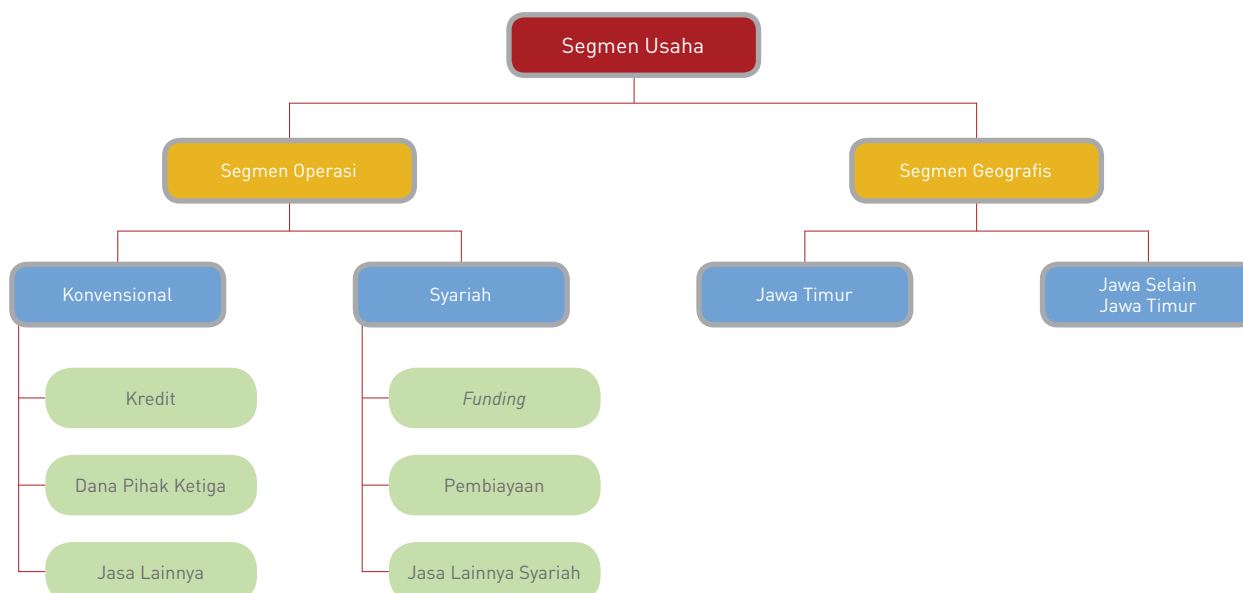 Segmen Usaha
Segmen Operasi
Segmen Geografis
Konvensional
Syariah
Jawa Timur
Jawa Selain
Jawa Timur
Kredit
Funding
Dana Pihak Ketiga
Pembiayaan
Jasa Lainnya
Jasa Lainnya Syariah